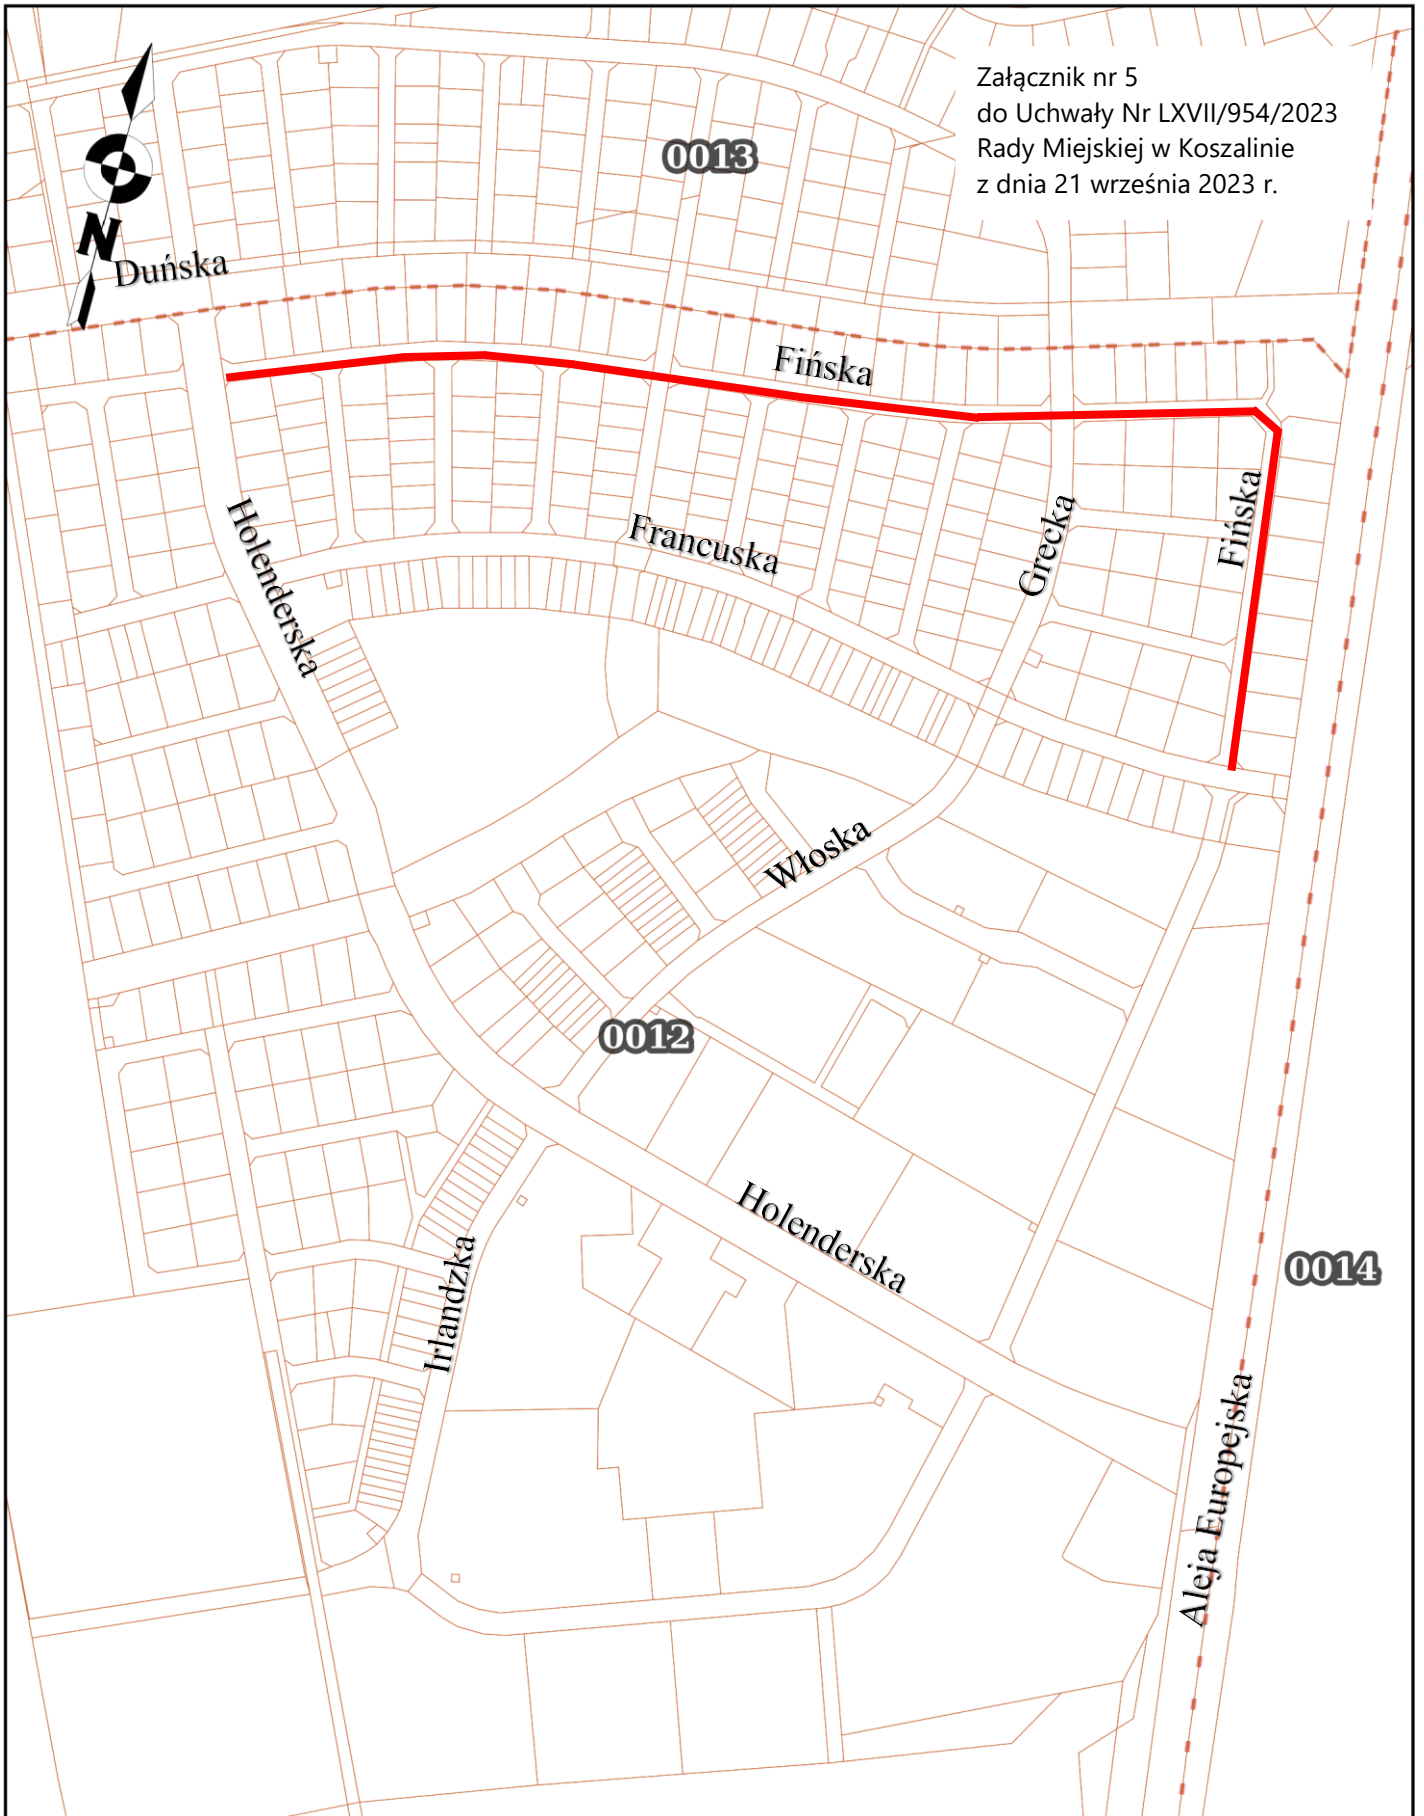 Załącznik nr 5
do Uchwały Nr LXVII/954/2023
Rady Miejskiej w Koszalinie
z dnia 21 września 2023 r.
0013
N
Duńska
Fińska
Fińska
Grecka
Holenderska
Francuska
Włoska
0012
Holenderska
0014
Irlandzka
Aleja Europejska